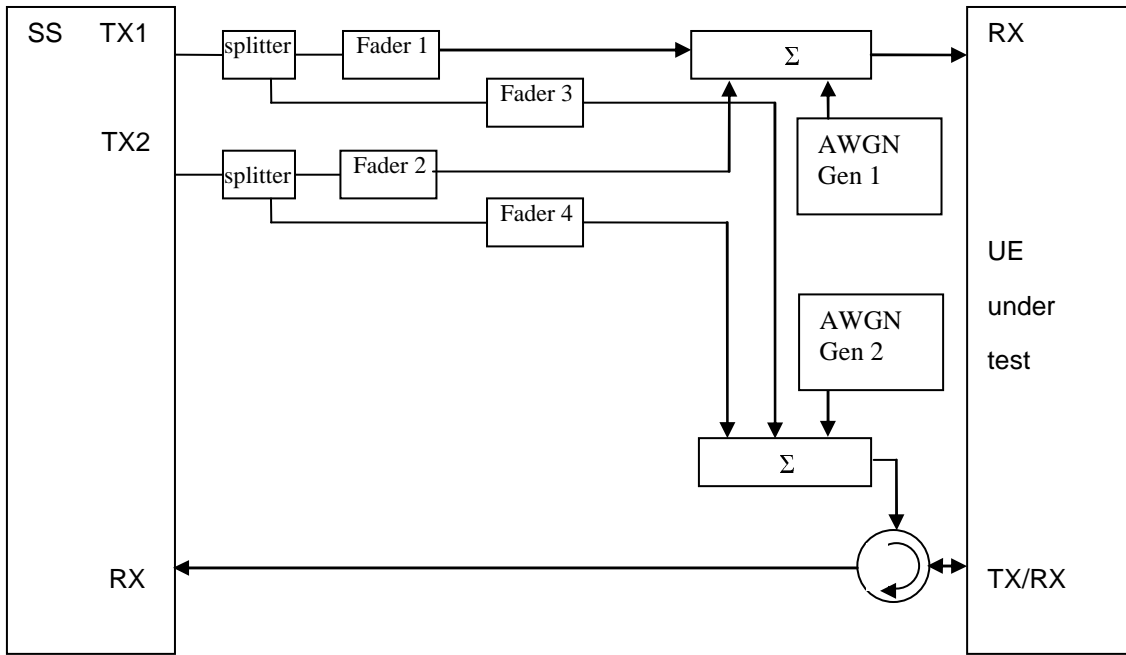 SS TX1
splitter
Fader 1
Σ
RX
Fader 3
TX2
AWGN
Gen 1
splitter
Fader 2
Fader 4
UE
under
test
AWGN
Gen 2
Σ
RX
TX/RX